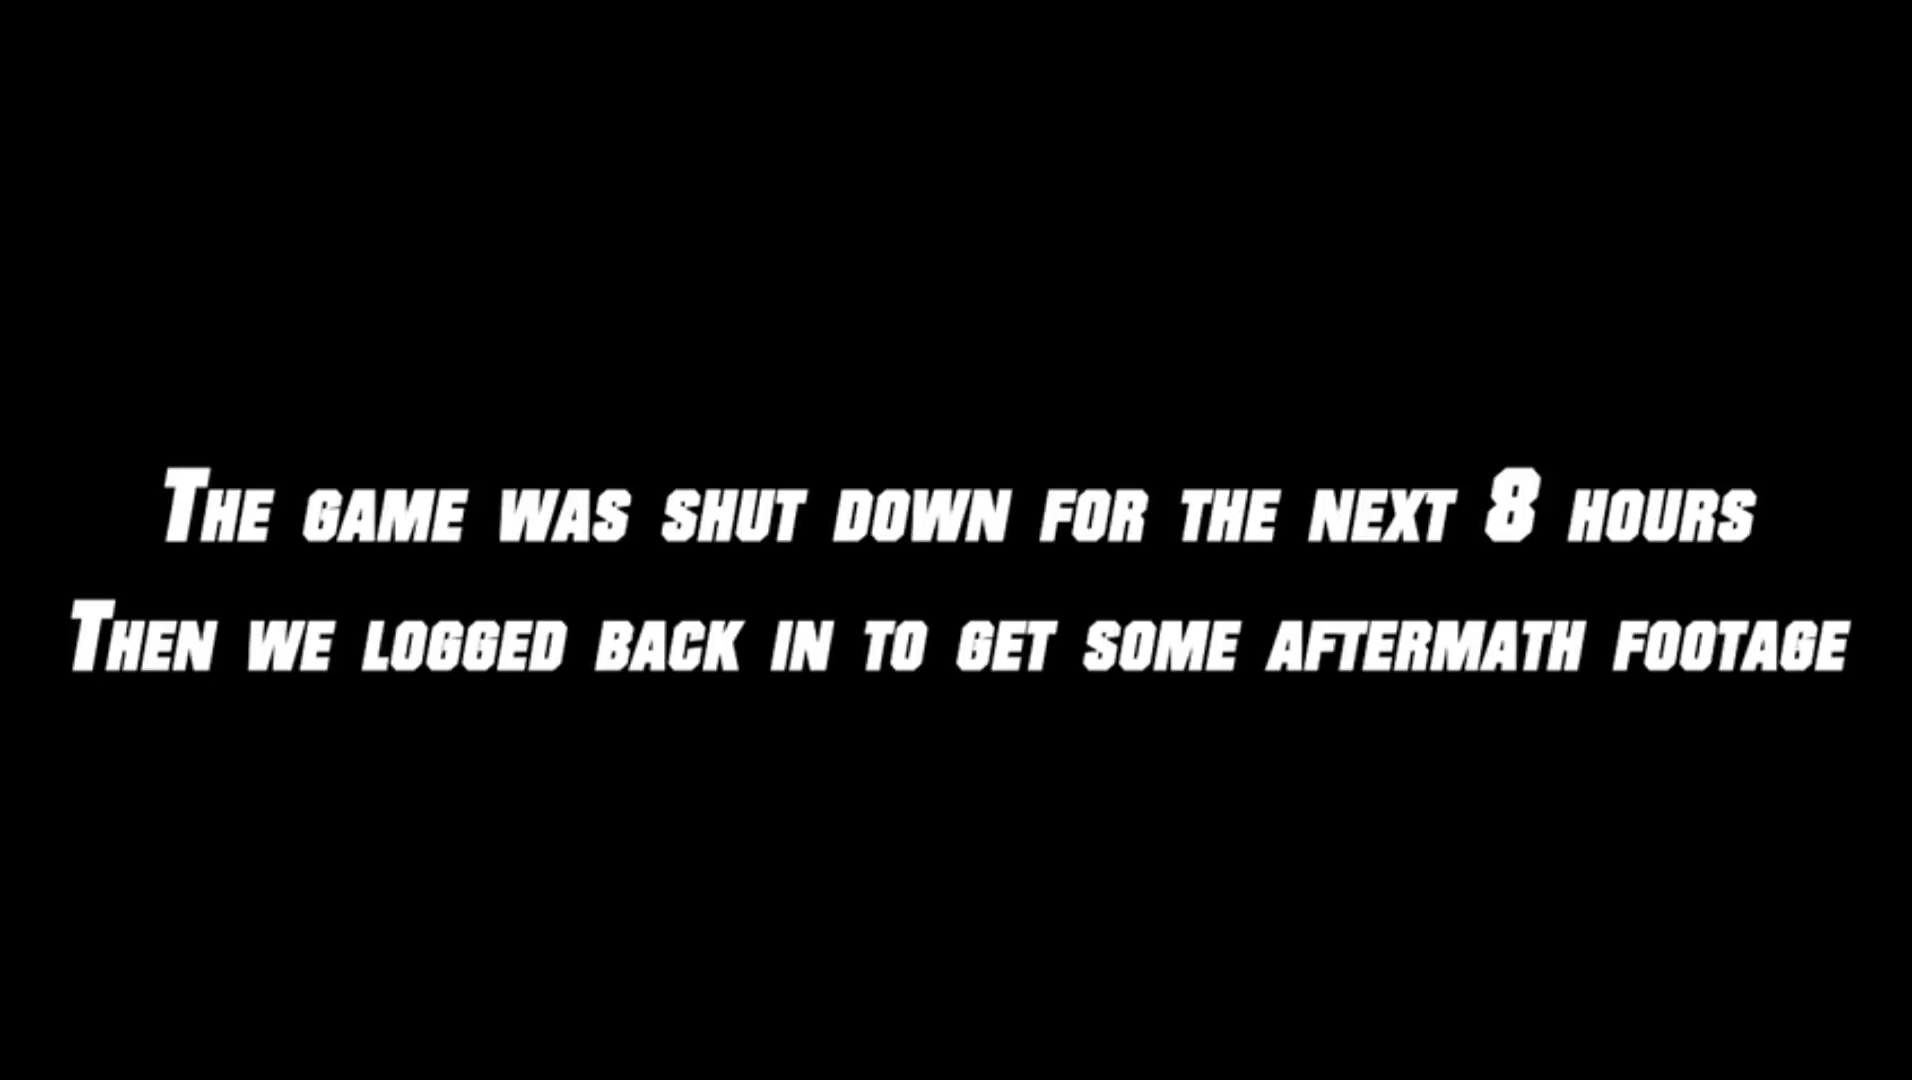 The game was shut down for the next 8 hours
Then we logged back in to get some aftermath footage